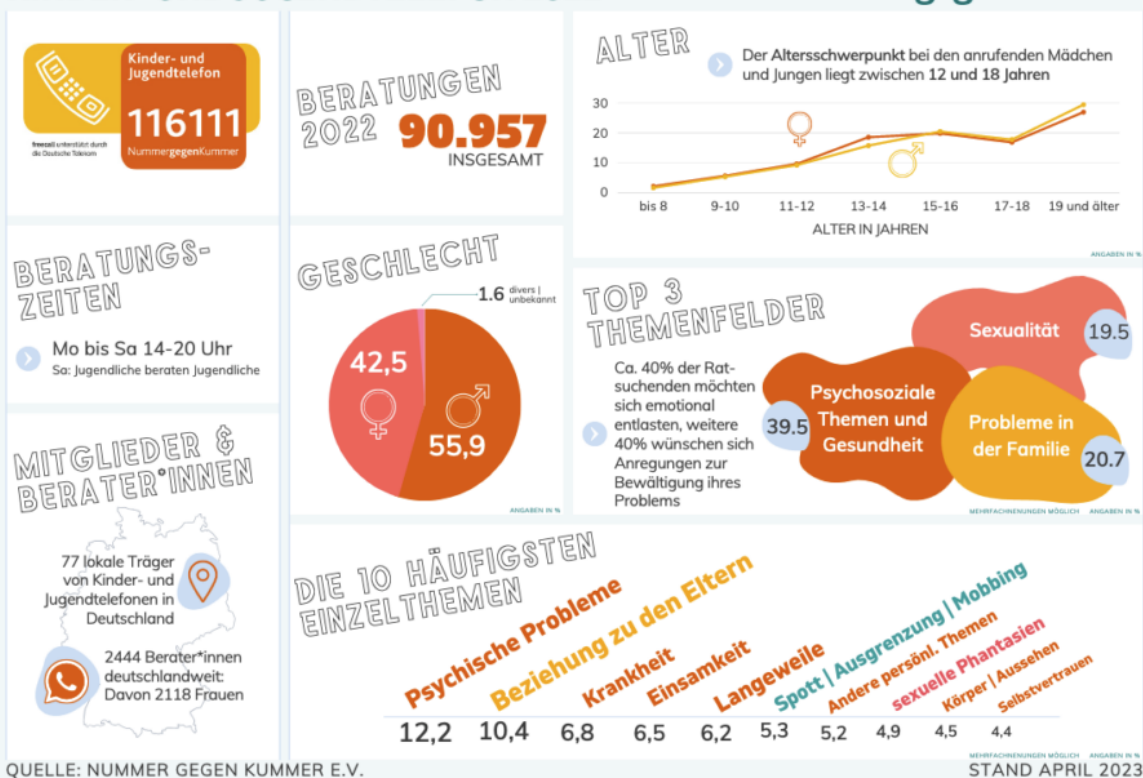 Kinder- und
Jugendtelefon
116111
NummergegenKummer
freecall unterstützt durch
die Deutsche Telekom
BERATUNGEN
2022
90.957
INSGESAMT
ALTER
Der Altersschwerpunkt bei den anrufenden Mädchen
und Jungen liegt zwischen 12 und 18 Jahren
30
20
10
0
bis 8
9-10
11-12
13-14
15-16
17-18
19 und älter
ALTER IN JAHREN
ANGABEN IN %
BERATUNGS-
ZEITEN
Mo bis Sa 14-20 Uhr
Sa: Jugendliche beraten Jugendliche
GESCHLECHT
1.6 divers |
unbekannt
42,5
55,9
ANGABEN IN %
TOP 3
THEMENFELDER
Ca. 40% der Rat-
suchenden möchten
sich emotional
entlasten, weitere
40% wünschen sich
Anregungen zur
Bewältigung ihres
Problems
Sexualität
19.5
Psychosoziale
Themen und
Gesundheit
39.5
Probleme in
der Familie
20.7
MEHRFACHNENUNGEN MÖGLICH
ANGABEN IN %
MITGLIEDER &
BERATER*INNEN
77 lokale Träger
von Kinder- und
Jugendtelefonen in
Deutschland
2444 Berater*innen
deutschlandweit:
Davon 2118 Frauen
DIE 10 HÄUFIGSTEN
EINZELTHEMEN
Psychische Probleme
Beziehung zu den Eltern
Krankheit
Einsamkeit
Langeweile
Spott | Ausgrenzung | Mobbing
Andere persönl. Themen
sexuelle Phantasien
Körper | Aussehen
Selbstvertrauen
12,2
10,4
6,8
6,5
6,2
5,3
5,2
4,9
4,5
4,4
MEHRFACHNENUNGEN MÖGLICH
ANGABEN IN %
QUELLE: NUMMER GEGEN KUMMER E.V.
STAND APRIL 2023